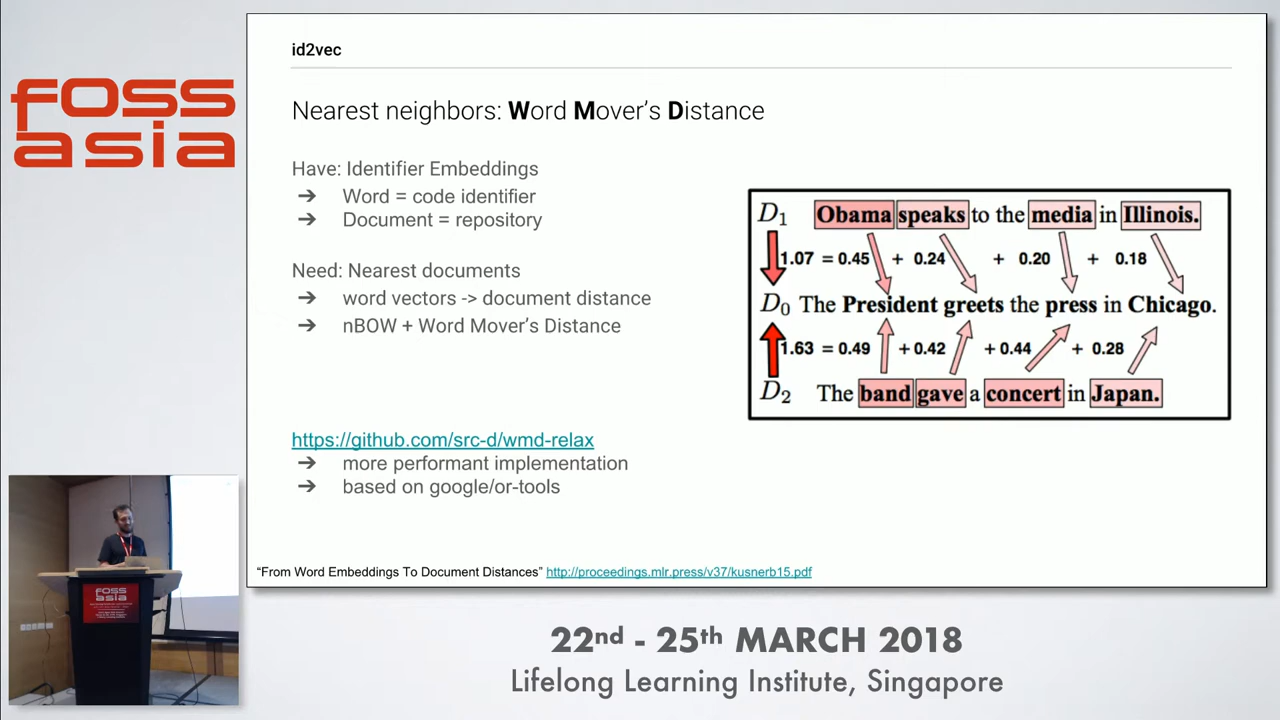 foss
asia
id2vec
Nearest neighbors: Word Mover's Distance
Have: Identifier Embeddings
➔ Word = code identifier
➔ Document = repository
Need: Nearest documents
➔ word vectors -> document distance
➔ nBOW + Word Mover's Distance
https://github.com/src-d/wmd-relax
➔ more performant implementation
➔ based on google/or-tools
D1 Obama speaks to the media in Illinois.
1.07 = 0.45 + 0.24 + 0.20 + 0.18
D0 The President greets the press in Chicago.
1.63 = 0.49 + 0.42 + 0.44 + 0.28
D2 The band gave a concert in Japan.
"From Word Embeddings To Document Distances" http://proceedings.mlr.press/v37/kusnerb15.pdf
foss
asia
22nd - 25th MARCH 2018
Lifelong Learning Institute, Singapore